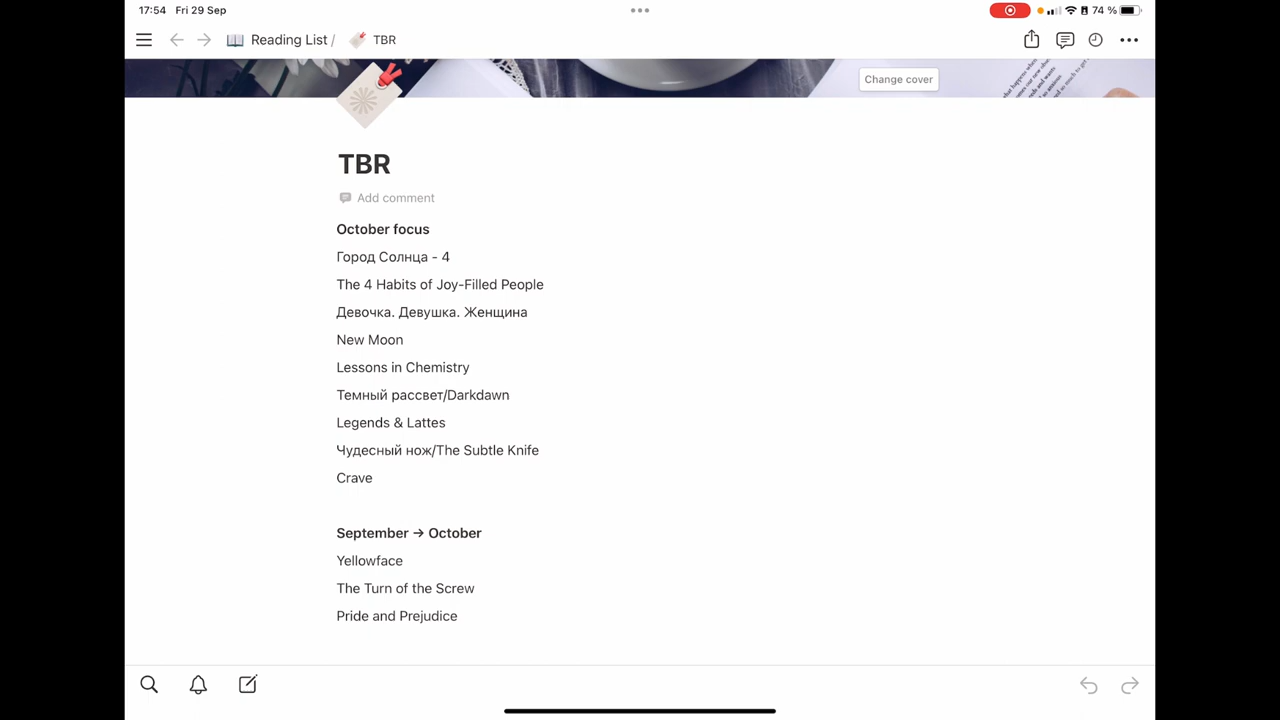 17:54 Fri 29 Sep
74 %
Reading List / TBR
Change cover
TBR
Add comment
October focus
Город Солнца - 4
The 4 Habits of Joy-Filled People
Девочка. Девушка. Женщина
New Moon
Lessons in Chemistry
Темный рассвет/Darkdawn
Legends & Lattes
Чудесный нож/The Subtle Knife
Crave
September → October
Yellowface
The Turn of the Screw
Pride and Prejudice